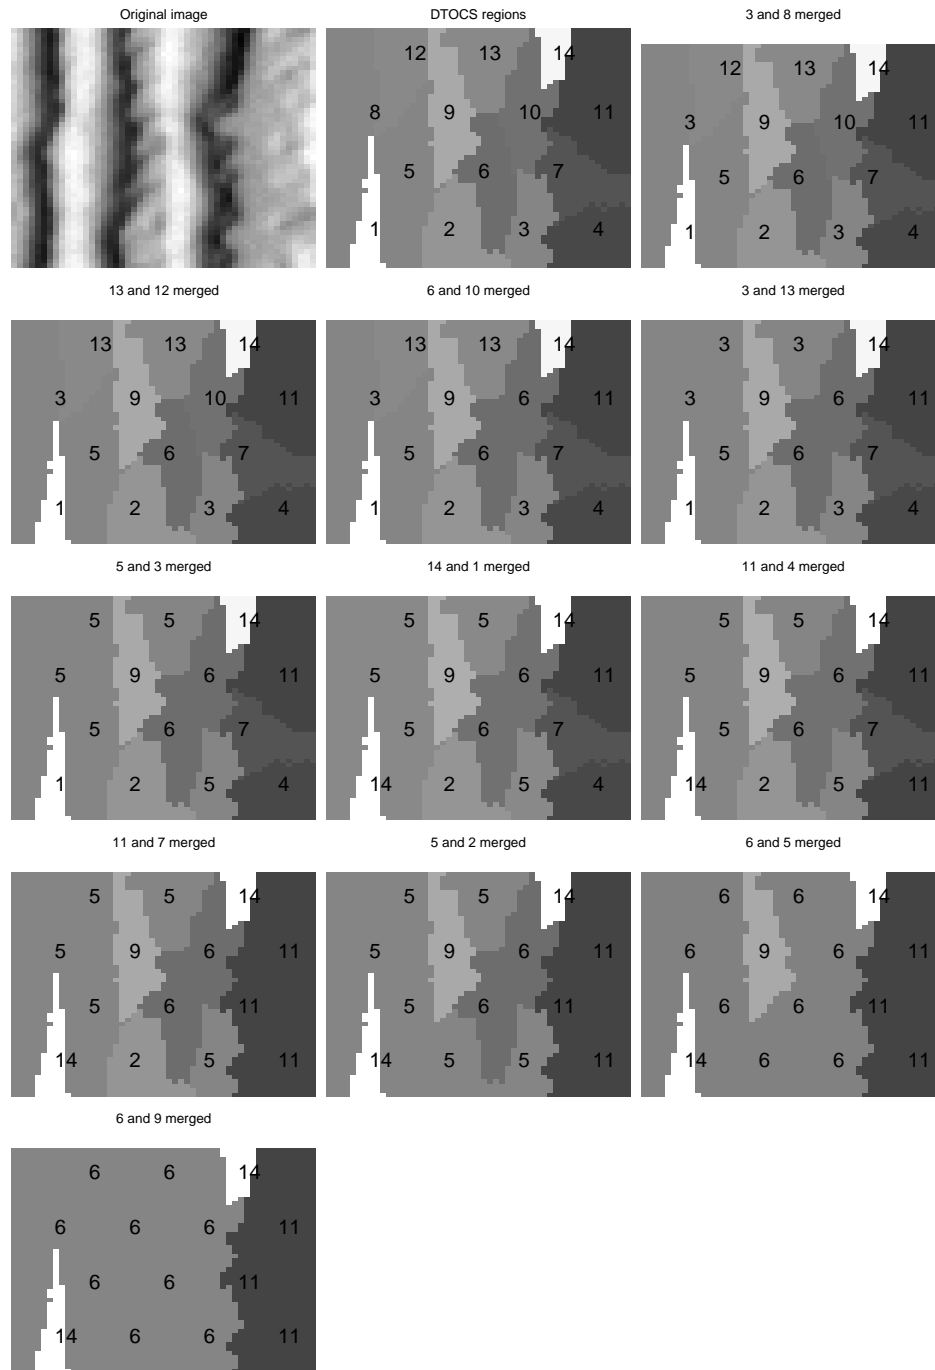 Original image
DTOCS regions
3 and 8 merged
12 13 14
8 9 10 11
5 6 7
1 2 3 4
12 13 14
3 9 10 11
5 6 7
1 2 3 4
13 and 12 merged
6 and 10 merged
3 and 13 merged
13 13 14
3 9 10 11
5 6 7
1 2 3 4
13 13 14
3 9 6 11
5 6 7
1 2 3 4
3 3 14
3 9 6 11
5 6 7
1 2 3 4
5 and 3 merged
14 and 1 merged
11 and 4 merged
5 5 14
5 9 6 11
5 6 7
1 2 5 4
5 5 14
5 9 6 11
5 6 7
14 2 5 4
5 5 14
5 9 6 11
5 6 7
14 2 5 11
11 and 7 merged
5 and 2 merged
6 and 5 merged
5 5 14
5 9 6 11
5 6 11
14 2 5 11
5 5 14
5 9 6 11
5 6 11
14 5 5 11
6 6 14
6 9 6 11
6 6 11
14 6 6 11
6 and 9 merged
6 6 14
6 6 6 11
6 6 11
14 6 6 11